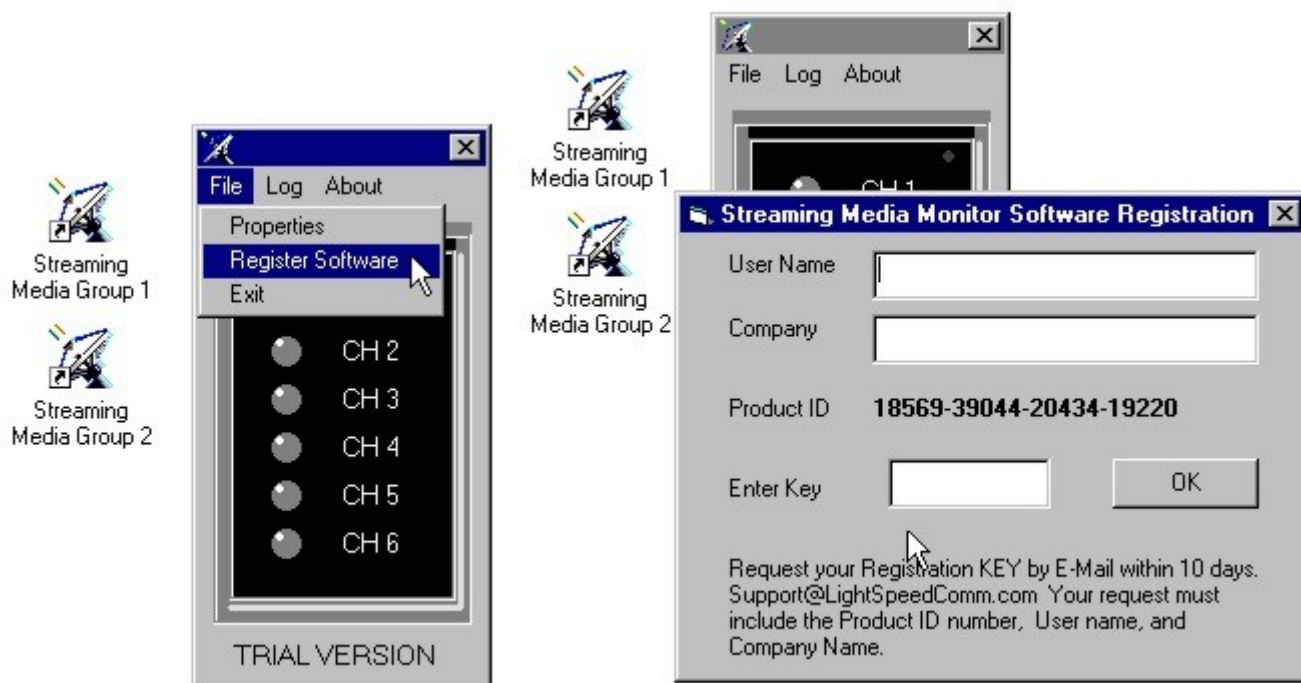 Streaming
Media Group 1
Streaming
Media Group 2
File Log About
Properties
Register Software
Exit
CH 2
CH 3
CH 4
CH 5
CH 6
TRIAL VERSION
Streaming
Media Group 1
Streaming
Media Group 2
File Log About
CH 1
Streaming Media Monitor Software Registration
User Name
Company
Product ID 18569-39044-20434-19220
Enter Key
OK
Request your Registration KEY by E-Mail within 10 days.
Support@LightSpeedComm.com Your request must
include the Product ID number, User name, and
Company Name.